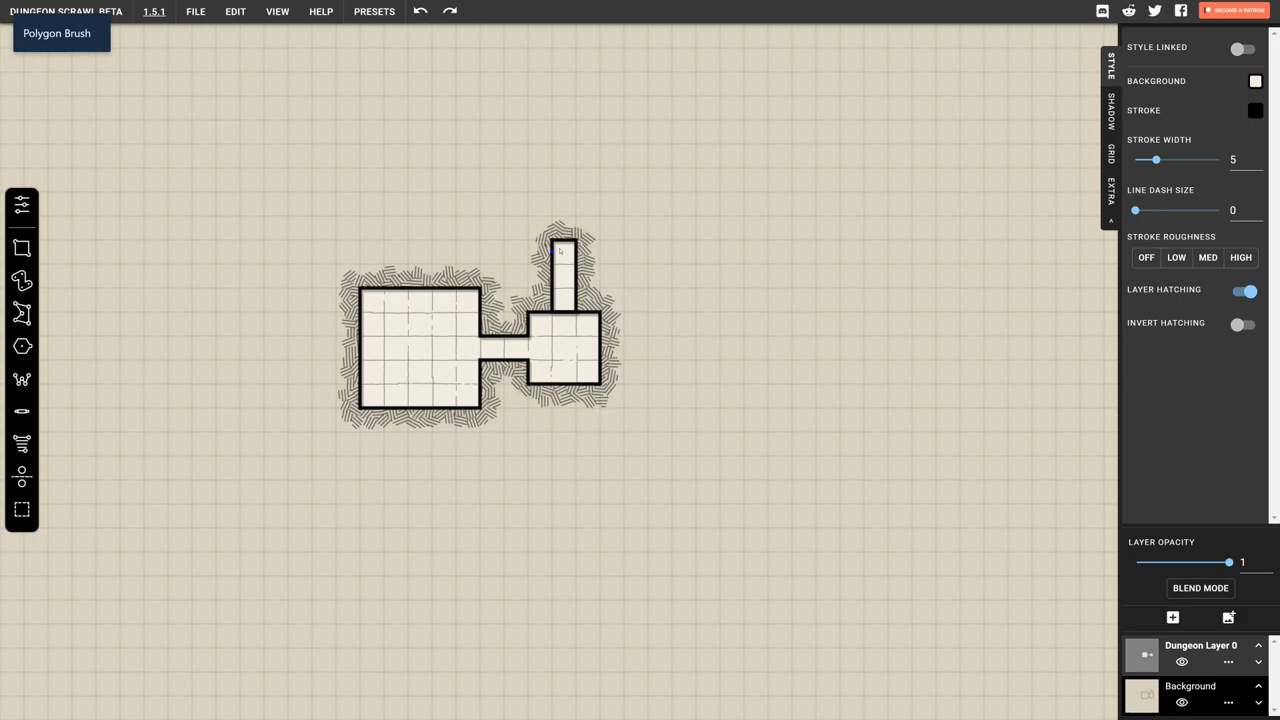 DUNGEON SCRAWL BETA
1.5.1
FILE
EDIT
VIEW
HELP
PRESETS
BECOME A PATRON
Polygon Brush
STYLE
SHADOW
GRID
EXTRA
STYLE LINKED
BACKGROUND
STROKE
STROKE WIDTH
5
LINE DASH SIZE
0
STROKE ROUGHNESS
OFF LOW MED HIGH
LAYER HATCHING
INVERT HATCHING
LAYER OPACITY
1
BLEND MODE
Dungeon Layer 0
Background